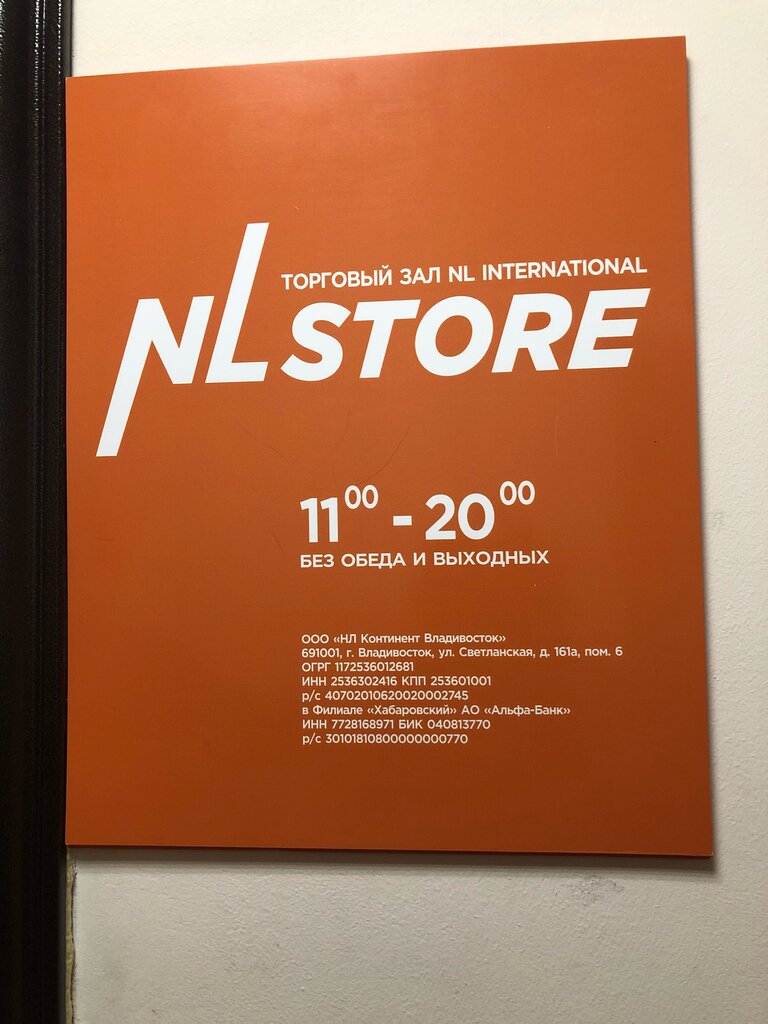 ТОРГОВЫЙ ЗАЛ NL INTERNATIONAL
NL STORE
11⁰⁰ - 20⁰⁰
БЕЗ ОБЕДА И ВЫХОДНЫХ
ООО «НЛ Континент Владивосток»
691001, г. Владивосток, ул. Светланская, д. 161а, пом. 6
ОГРГ 1172536012681
ИНН 2536302416 КПП 253601001
р/с 40702010620020002745
в Филиале «Хабаровский» АО «Альфа-Банк»
ИНН 7728168971 БИК 040813770
р/с 30101810800000000770